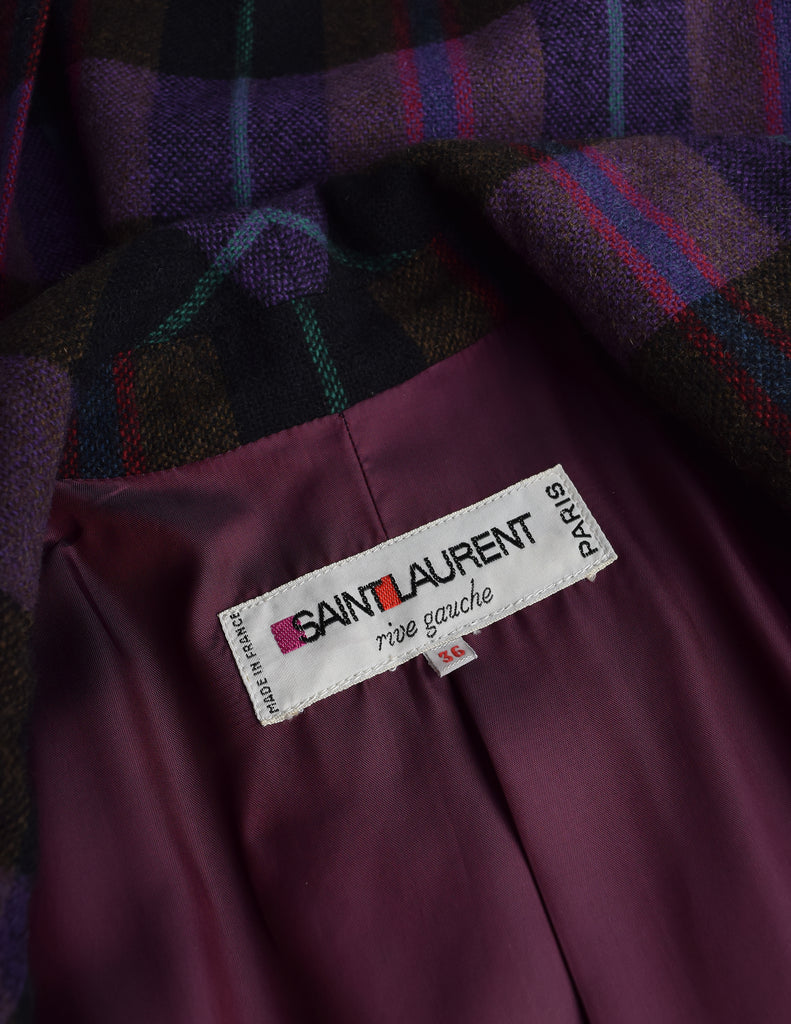 SAINT LAURENT
rive gauche
PARIS
MADE IN FRANCE
36